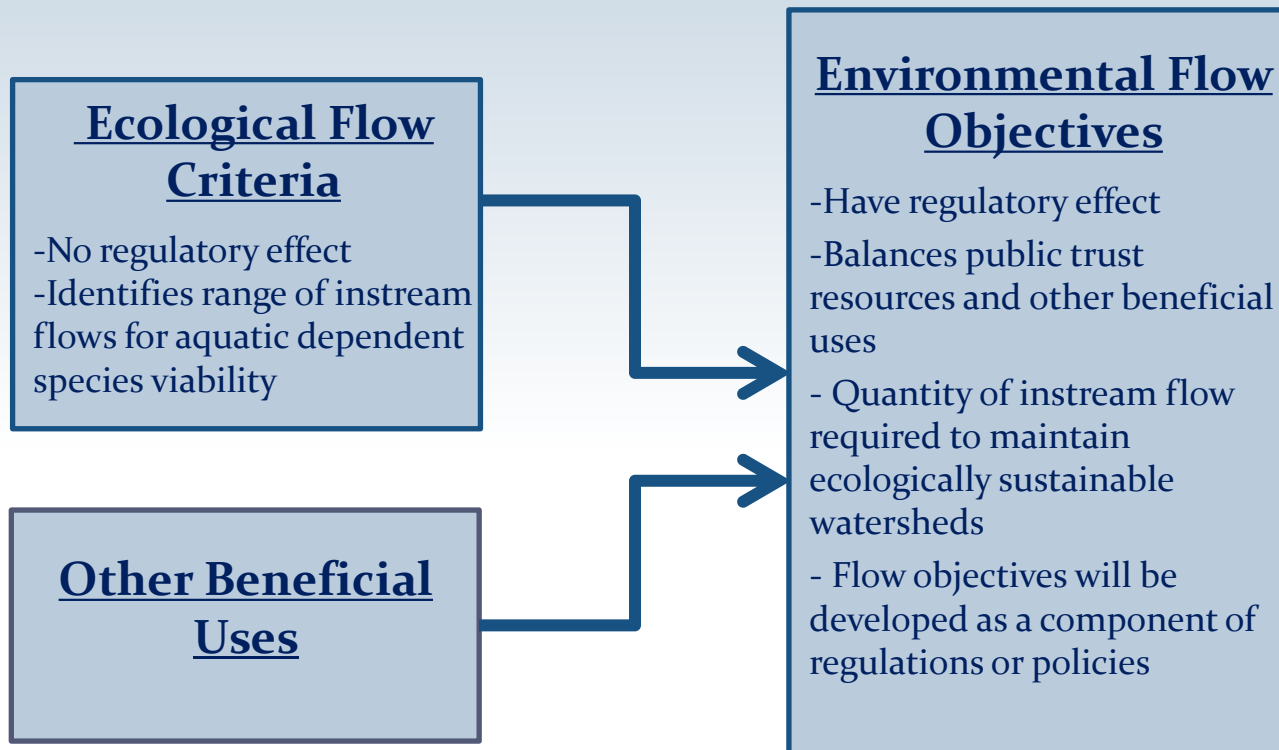 Ecological Flow
Criteria
-No regulatory effect
-Identifies range of instream
flows for aquatic dependent
species viability
Other Beneficial
Uses
Environmental Flow
Objectives
-Have regulatory effect
-Balances public trust
resources and other beneficial
uses
- Quantity of instream flow
required to maintain
ecologically sustainable
watersheds
- Flow objectives will be
developed as a component of
regulations or policies